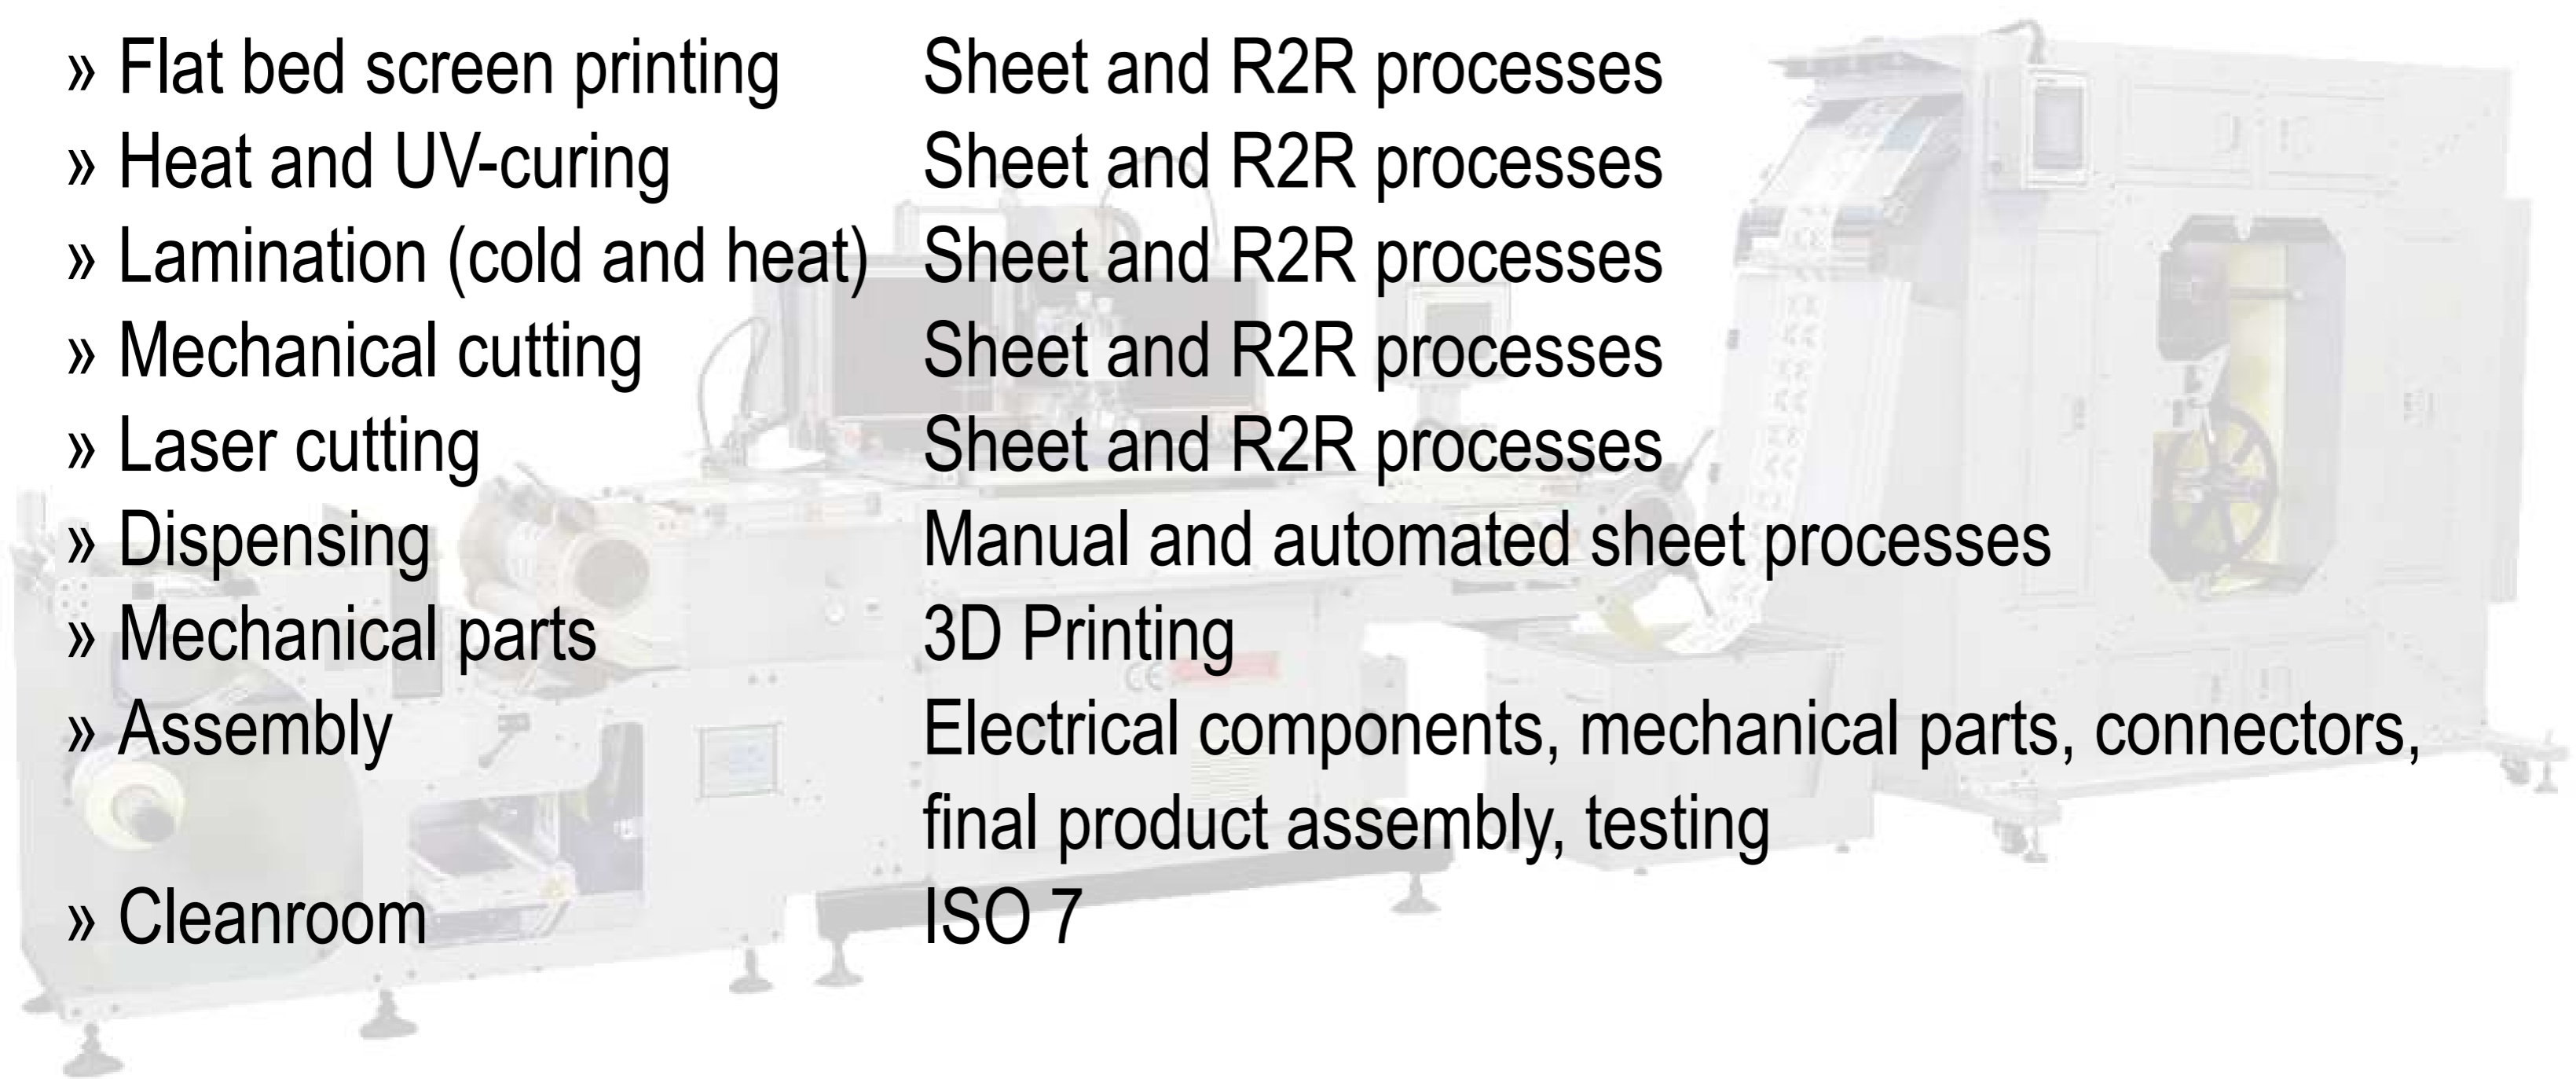 » Flat bed screen printing Sheet and R2R processes
» Heat and UV-curing Sheet and R2R processes
» Lamination (cold and heat) Sheet and R2R processes
» Mechanical cutting Sheet and R2R processes
» Laser cutting Sheet and R2R processes
» Dispensing Manual and automated sheet processes
» Mechanical parts 3D Printing
» Assembly Electrical components, mechanical parts, connectors,
final product assembly, testing
» Cleanroom ISO 7
CE